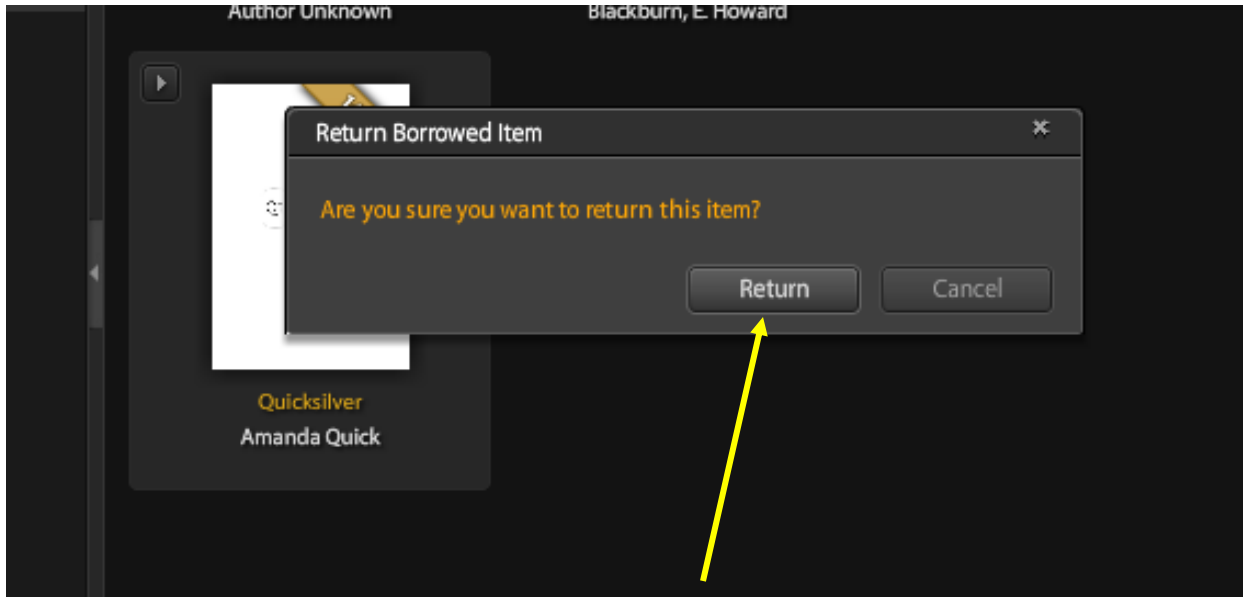 Author Unknown
Blackburn, E. Howard
Return Borrowed Item
Are you sure you want to return this item?
Return
Cancel
Quicksilver
Amanda Quick